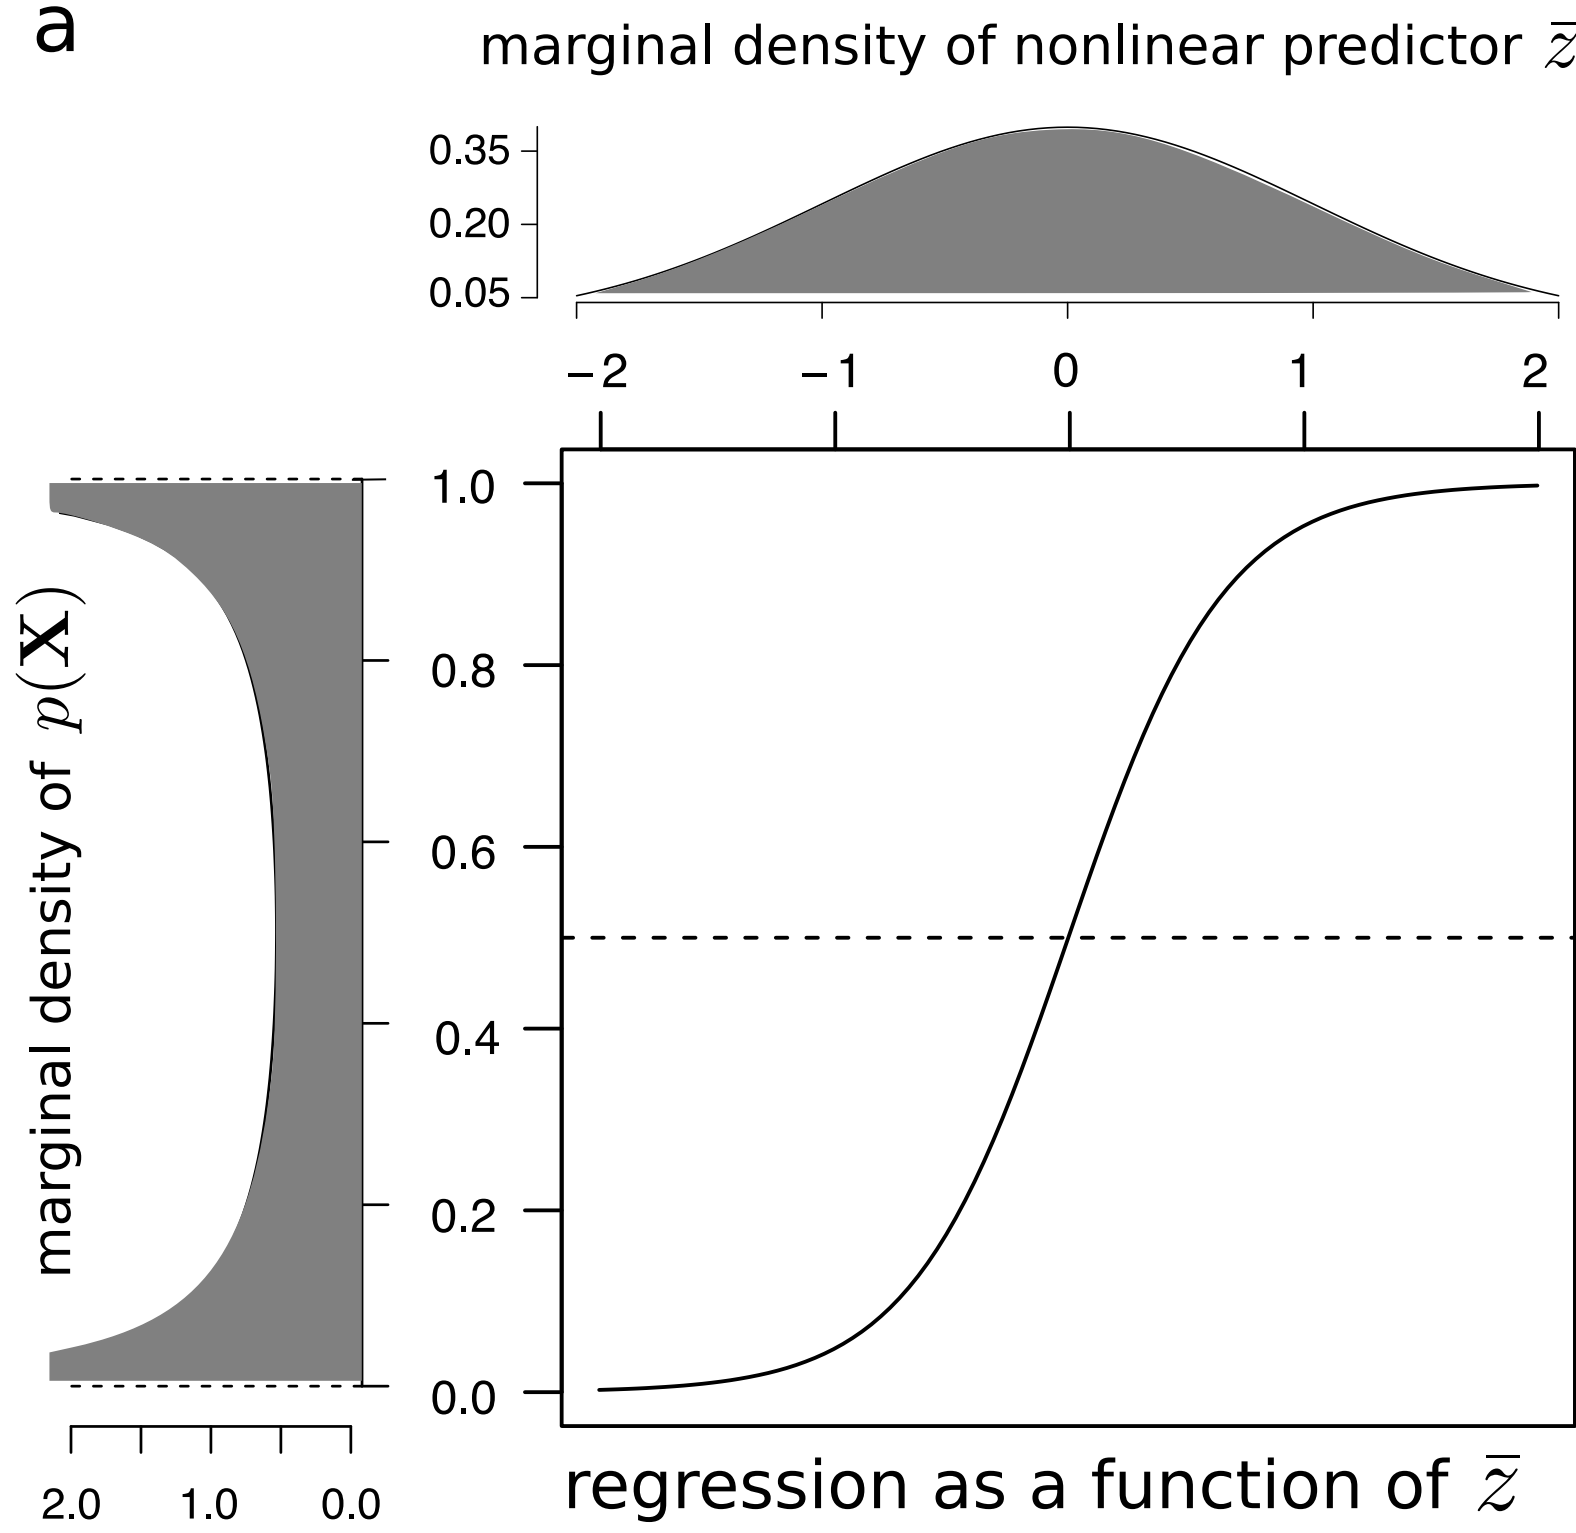 a
marginal density of nonlinear predictor z̄
0.35
0.20
0.05
−2 −1 0 1 2
marginal density of p(X)
1.0
0.8
0.6
0.4
0.2
0.0
2.0 1.0 0.0
regression as a function of z̄